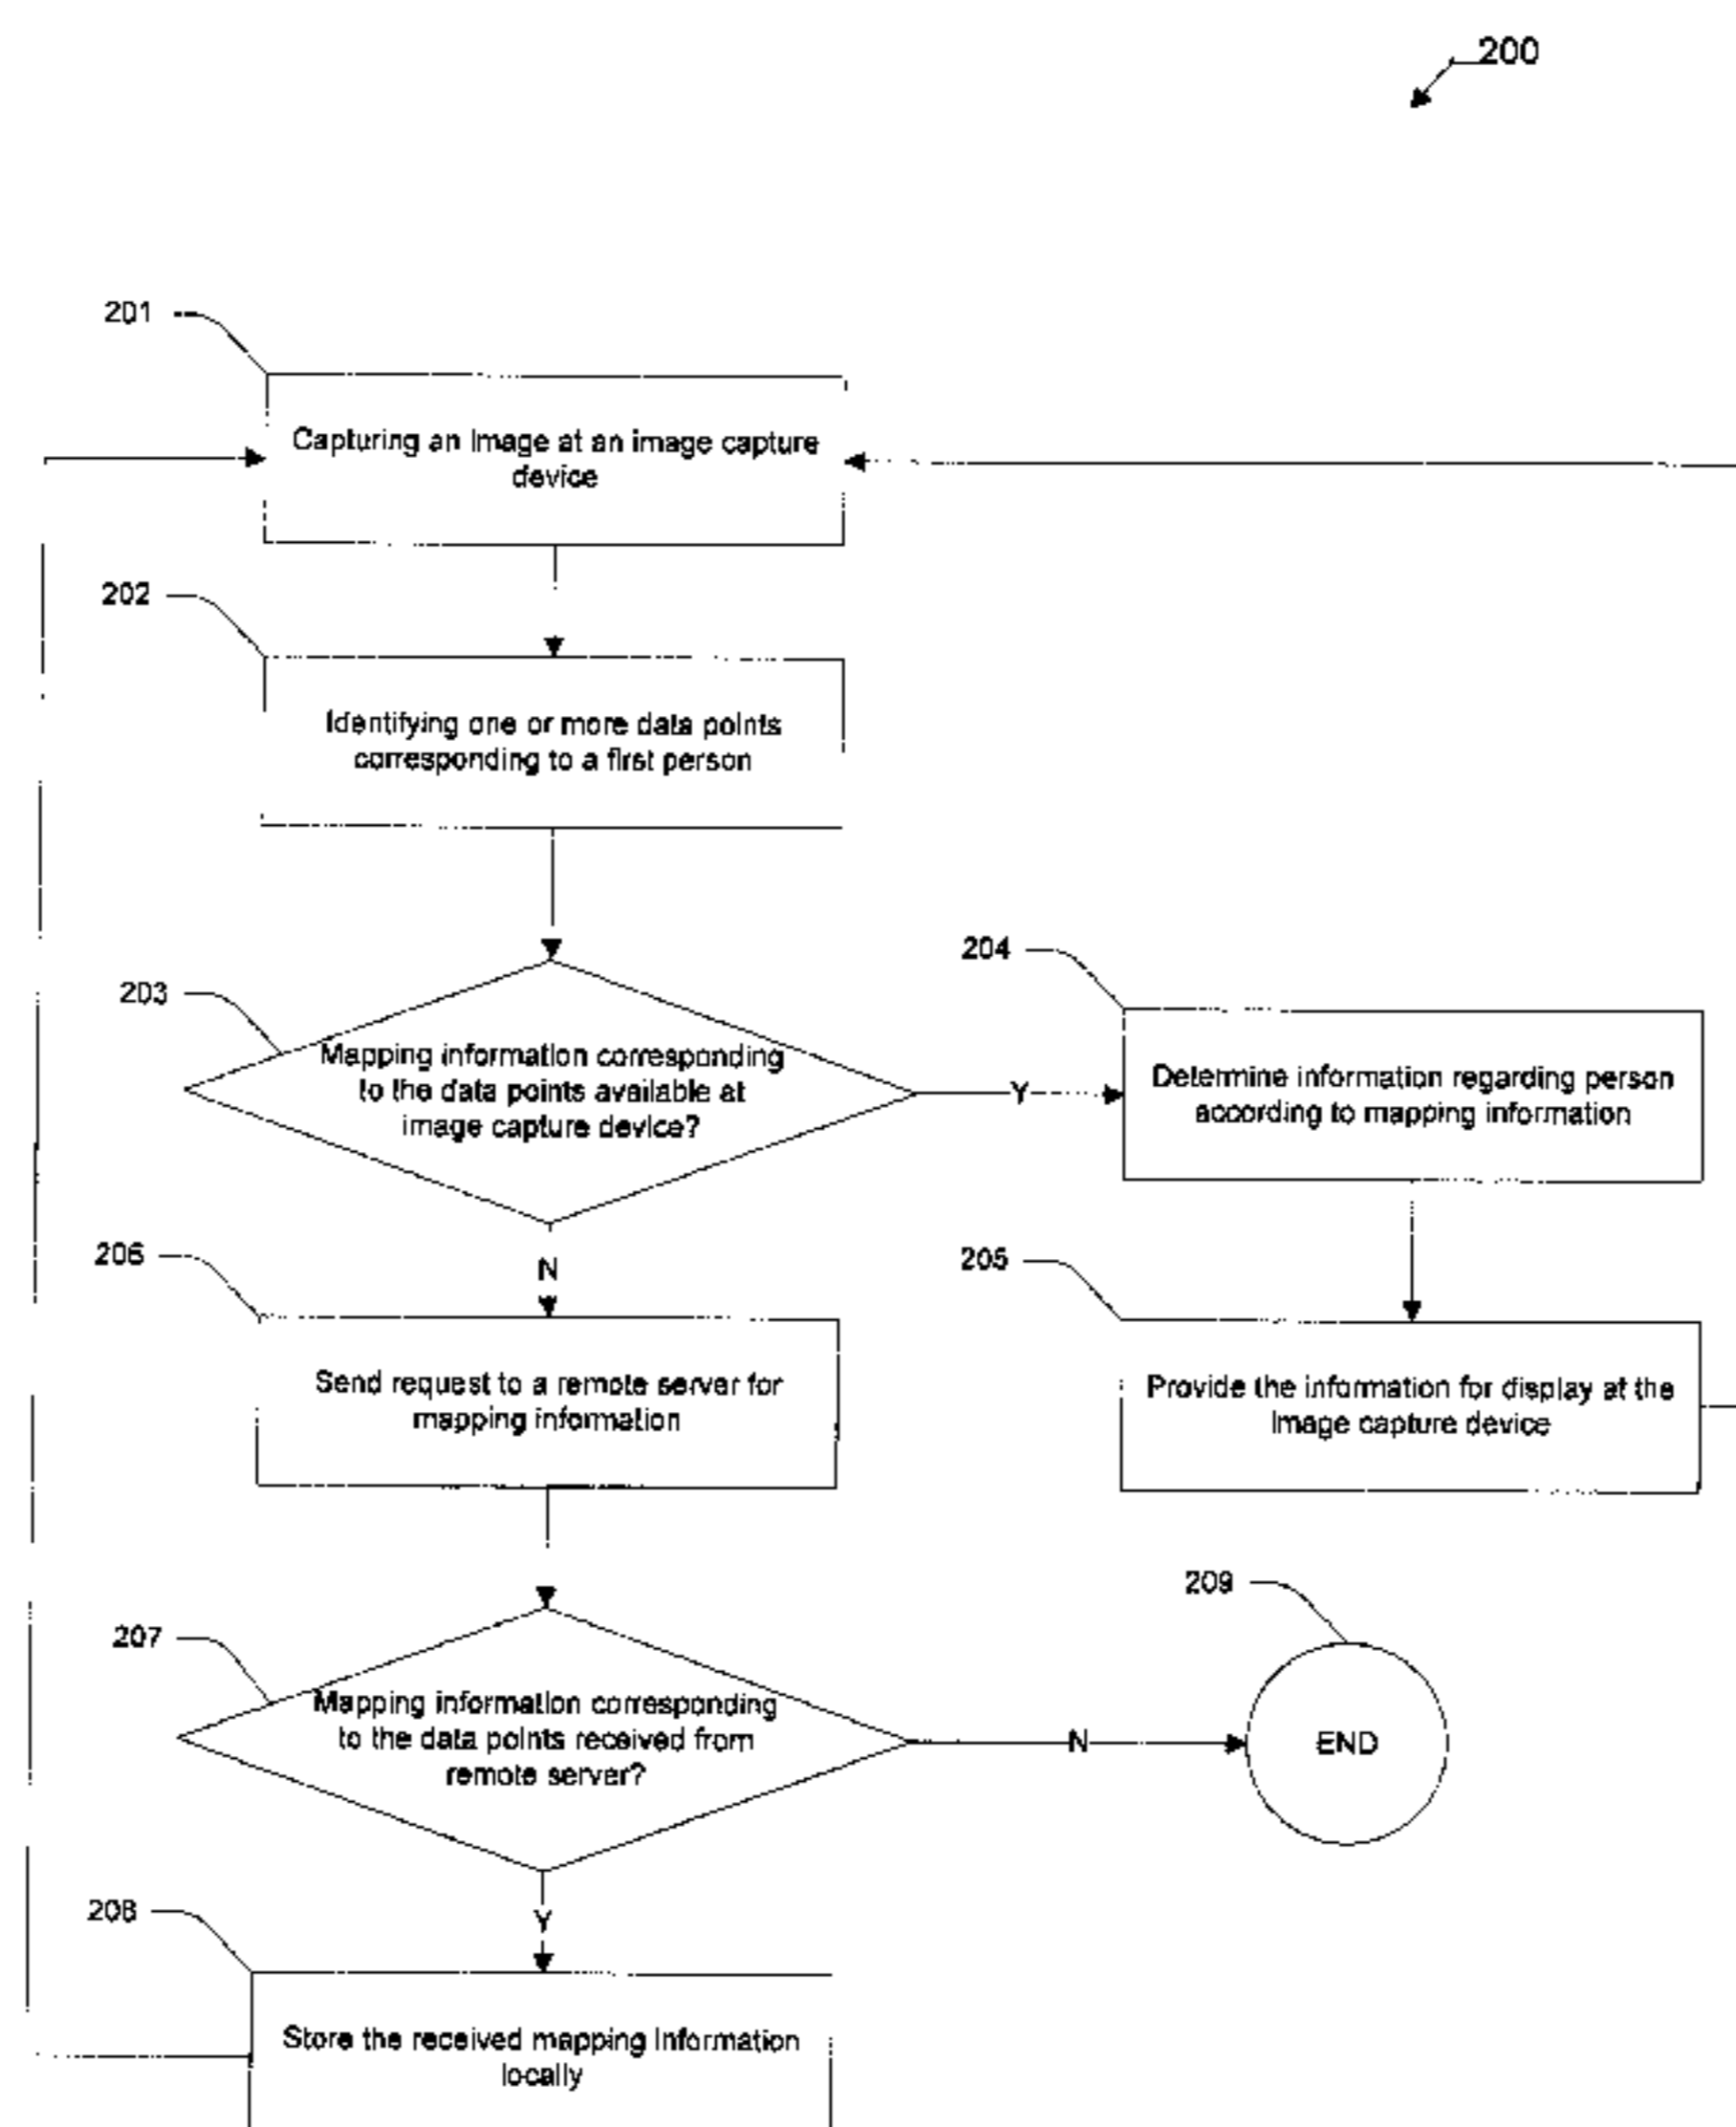 200
201
Capturing an Image at an image capture
device
202
Identifying one or more data points
corresponding to a first person
203
Mapping information corresponding
to the data points available at
image capture device?
Y
204
Determine information regarding person
according to mapping information
N
206
Send request to a remote server for
mapping information
205
Provide the information for display at the
Image capture device
207
Mapping information corresponding
to the data points received from
remote server?
N
209
END
Y
208
Store the received mapping Information
locally